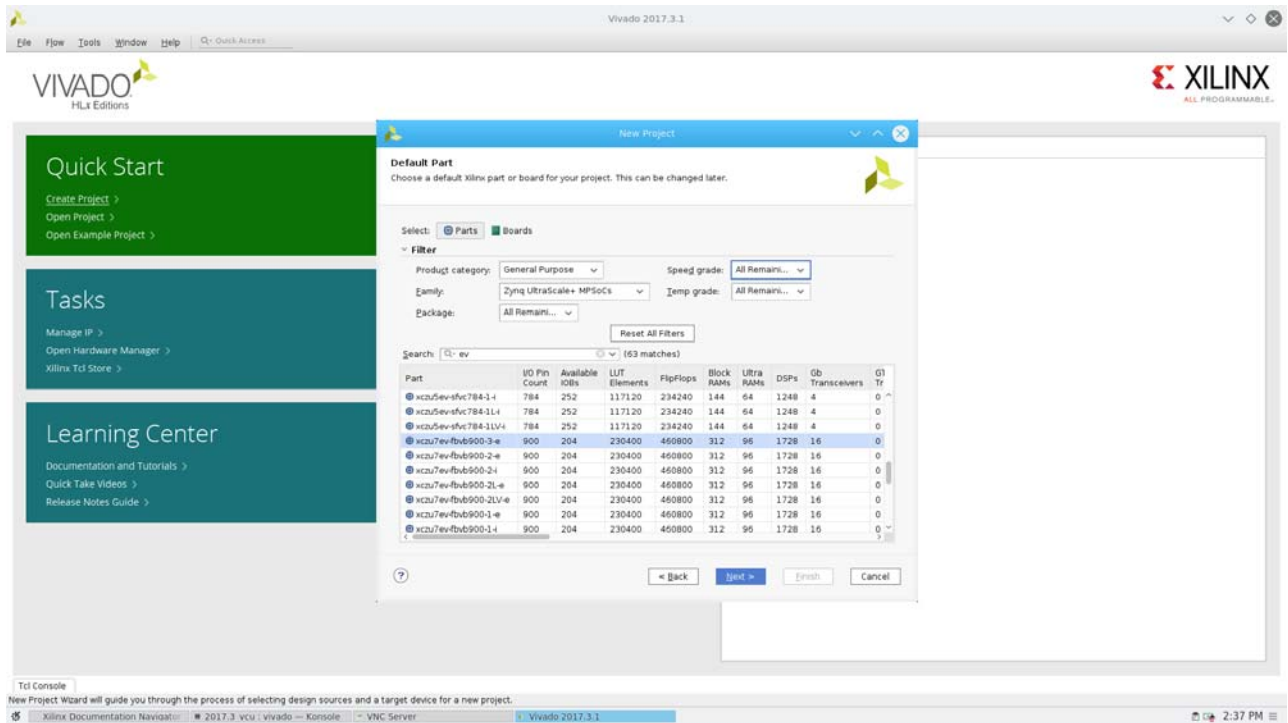 Vivado 2017.3.1
File Flow Tools Window Help Quick Access
VIVADO
HLx Editions
XILINX
ALL PROGRAMMABLE.
Quick Start
Create Project >
Open Project >
Open Example Project >
Tasks
Manage IP >
Open Hardware Manager >
Xilinx Tcl Store >
Learning Center
Documentation and Tutorials >
Quick Take Videos >
Release Notes Guide >
New Project
Default Part
Choose a default Xilinx part or board for your project. This can be changed later.
Select: Parts Boards
Filter
Product category: General Purpose Speed grade: All Remaini...
Family: Zynq UltraScale+ MPSoCs Temp grade: All Remaini...
Package: All Remaini...
Reset All Filters
Search: ev (63 matches)
Part I/O Pin Count Available IOBs LUT Elements FlipFlops Block RAMs Ultra RAMs DSPs Gb Transceivers GT Tr
xczu5ev-sfvc784-1-i 784 252 117120 234240 144 64 1248 4 0
xczu5ev-sfvc784-1L-i 784 252 117120 234240 144 64 1248 4 0
xczu5ev-sfvc784-1LV-i 784 252 117120 234240 144 64 1248 4 0
xczu7ev-fbvb900-3-e 900 204 230400 460800 312 96 1728 16 0
xczu7ev-fbvb900-2-e 900 204 230400 460800 312 96 1728 16 0
xczu7ev-fbvb900-2-i 900 204 230400 460800 312 96 1728 16 0
xczu7ev-fbvb900-2L-e 900 204 230400 460800 312 96 1728 16 0
xczu7ev-fbvb900-2LV-e 900 204 230400 460800 312 96 1728 16 0
xczu7ev-fbvb900-1-e 900 204 230400 460800 312 96 1728 16 0
xczu7ev-fbvb900-1-i 900 204 230400 460800 312 96 1728 16 0
? < Back Next > Finish Cancel
Tcl Console
New Project Wizard will guide you through the process of selecting design sources and a target device for a new project.
Xilinx Documentation Navigator 2017.3 vcu : vivado — Konsole VNC Server Vivado 2017.3.1 2:37 PM